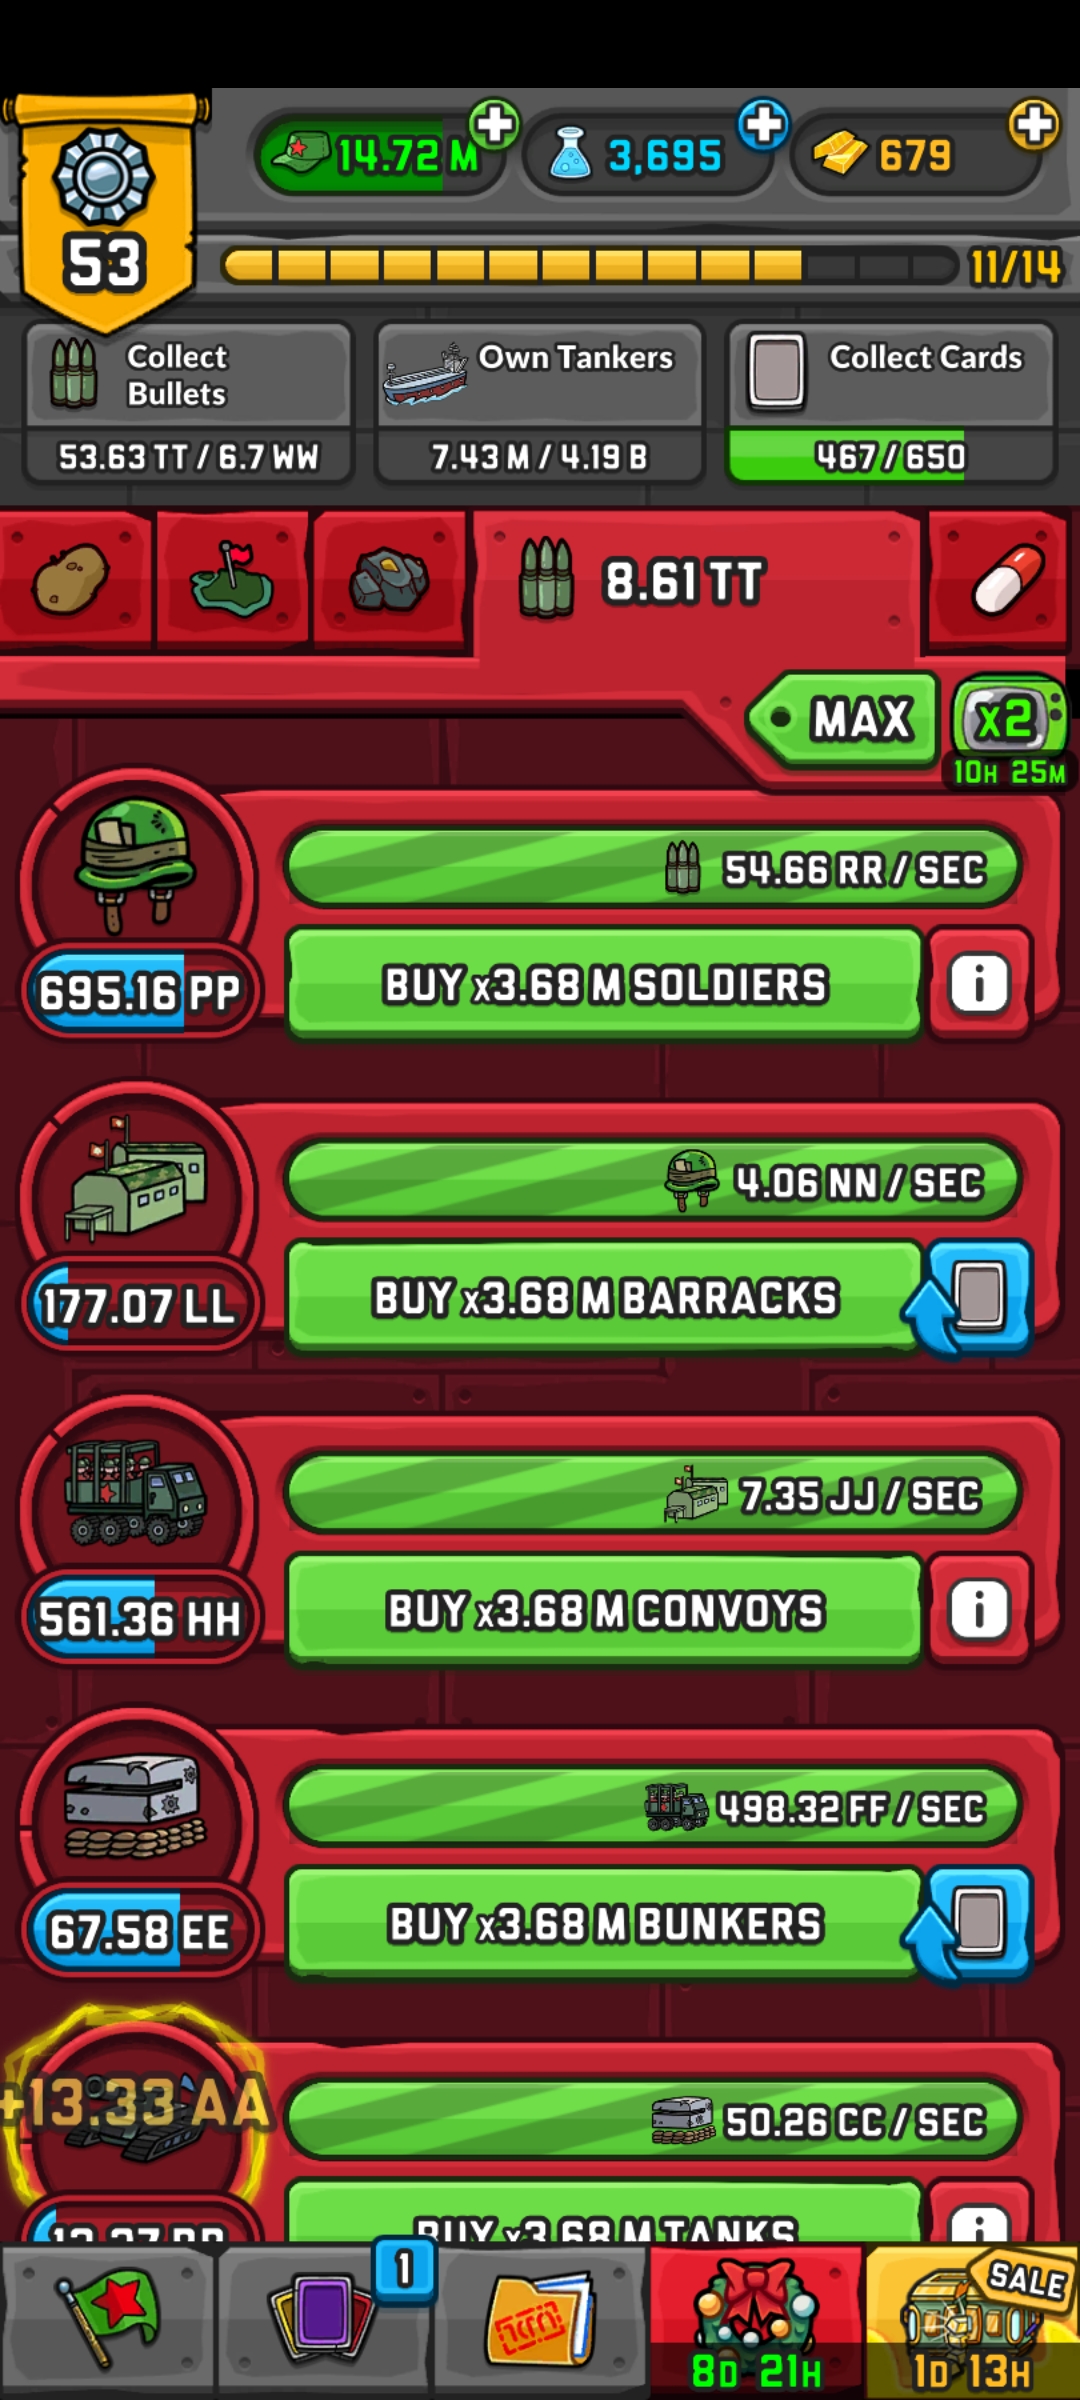 14.72 M
3,695
679
53
11/14
Collect
Bullets
Own Tankers
Collect Cards
53.63 TT / 6.7 WW
7.43 M / 4.19 B
467 / 650
8.61 TT
MAX
x2
10H 25M
54.66 RR / SEC
695.16 PP
BUY x3.68 M SOLDIERS
i
4.06 NN / SEC
177.07 LL
BUY x3.68 M BARRACKS
7.35 JJ / SEC
561.36 HH
BUY x3.68 M CONVOYS
i
498.32 FF / SEC
67.58 EE
BUY x3.68 M BUNKERS
+13.33 AA
50.26 CC / SEC
BUY x3.68 M TANKS
i
1
SALE
8D 21H
1D 13H